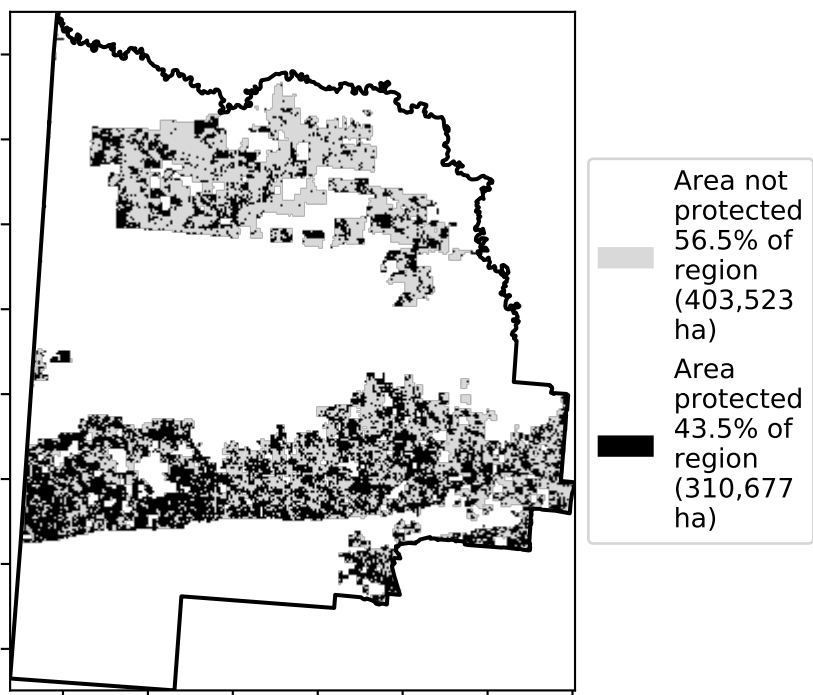 Area not
protected
56.5% of
region
(403,523
ha)
Area
protected
43.5% of
region
(310,677
ha)